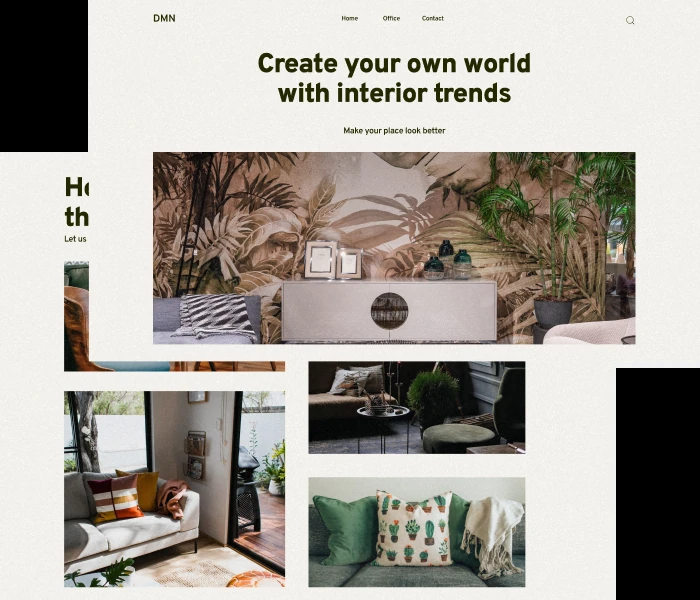 DMN
Home Office Contact
Create your own world
with interior trends
Make your place look better
th
Let us